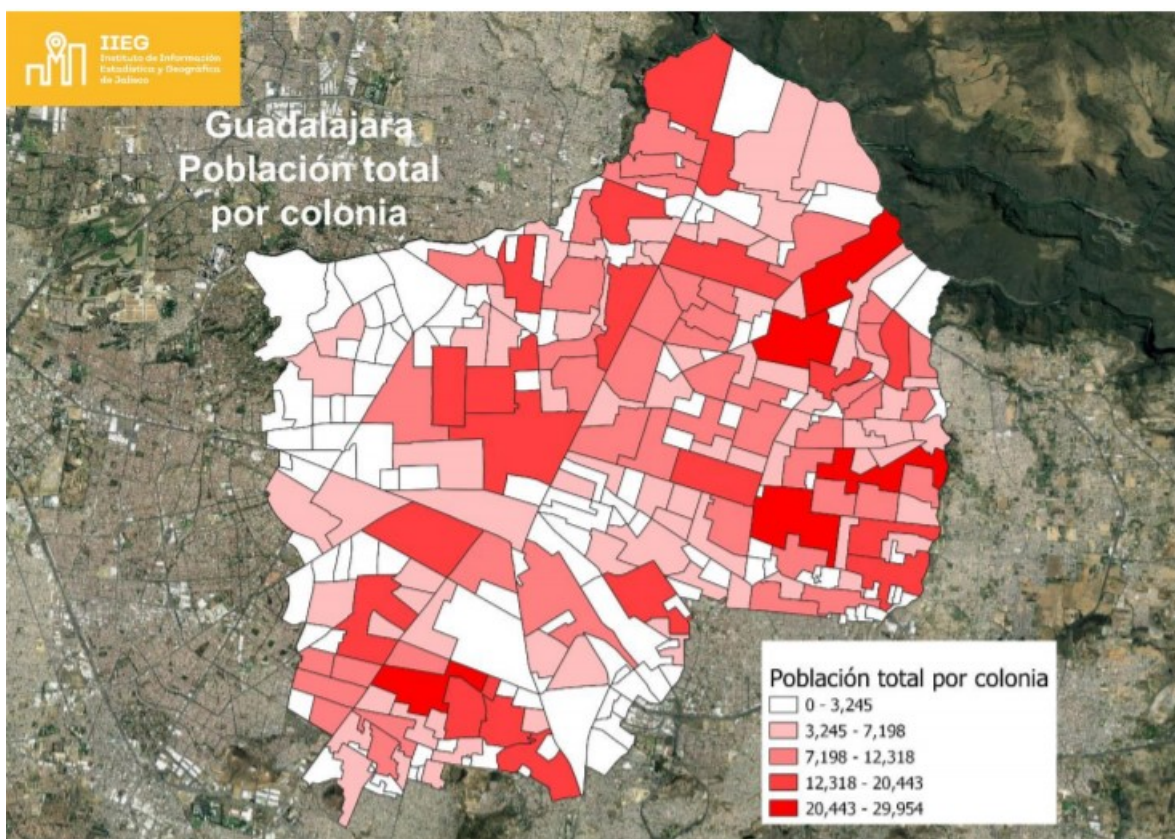 IIEG
Instituto de Información
Estadística y Geográfica
de Jalisco
Guadalajara
Población total
por colonia
Población total por colonia
0 - 3,245
3,245 - 7,198
7,198 - 12,318
12,318 - 20,443
20,443 - 29,954